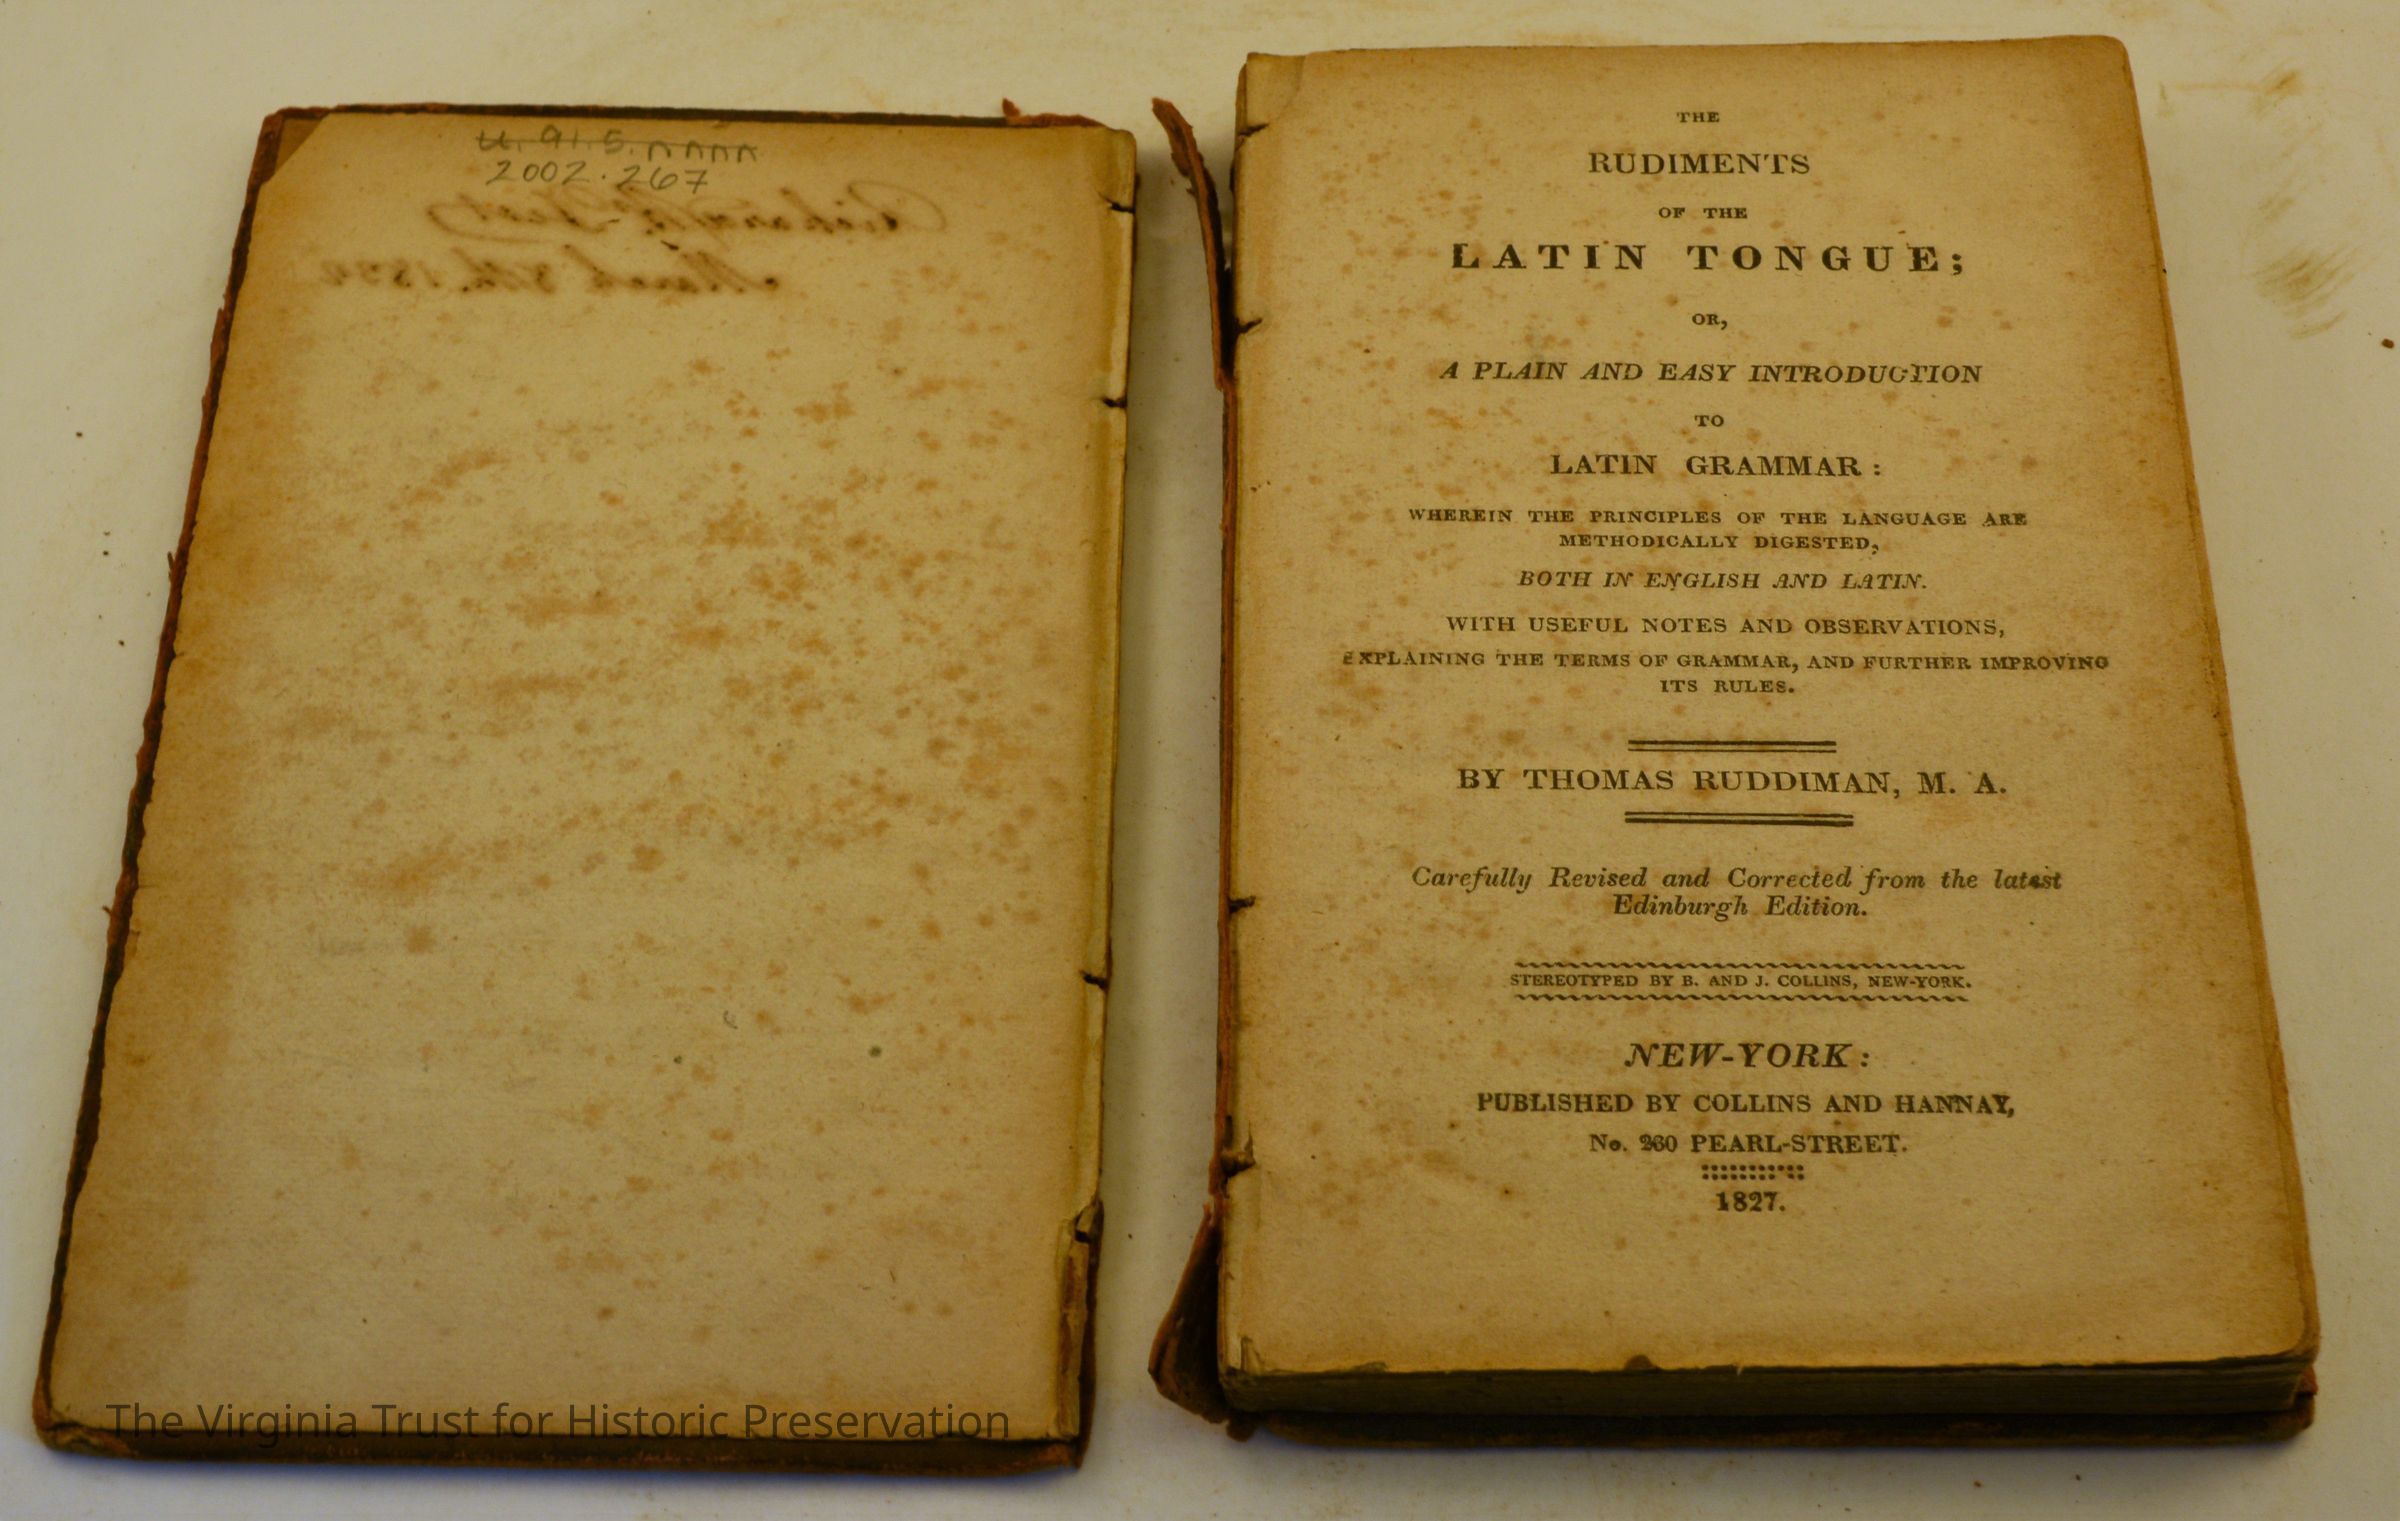 2002.267
March 8th, 18
THE
RUDIMENTS
OF THE
LATIN TONGUE;
OR,
A PLAIN AND EASY INTRODUCTION
TO
LATIN GRAMMAR:
WHEREIN THE PRINCIPLES OF THE LANGUAGE ARE
METHODICALLY DIGESTED,
BOTH IN ENGLISH AND LATIN.
WITH USEFUL NOTES AND OBSERVATIONS,
EXPLAINING THE TERMS OF GRAMMAR, AND FURTHER IMPROVING
ITS RULES.
BY THOMAS RUDDIMAN, M. A.
Carefully Revised and Corrected from the latest
Edinburgh Edition.
STEREOTYPED BY B. AND J. COLLINS, NEW-YORK.
NEW-YORK:
PUBLISHED BY COLLINS AND HANNAY,
No. 260 PEARL-STREET.
1827.
The Virginia Trust for Historic Preservation